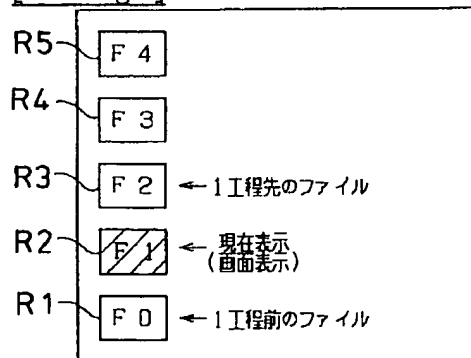 R5 F 4
R4 F 3
R3 F 2 ←1工程先のファイル
R2 F 1 ← 現在表示
(画面表示)
R1 F 0 ←1工程前のファイル